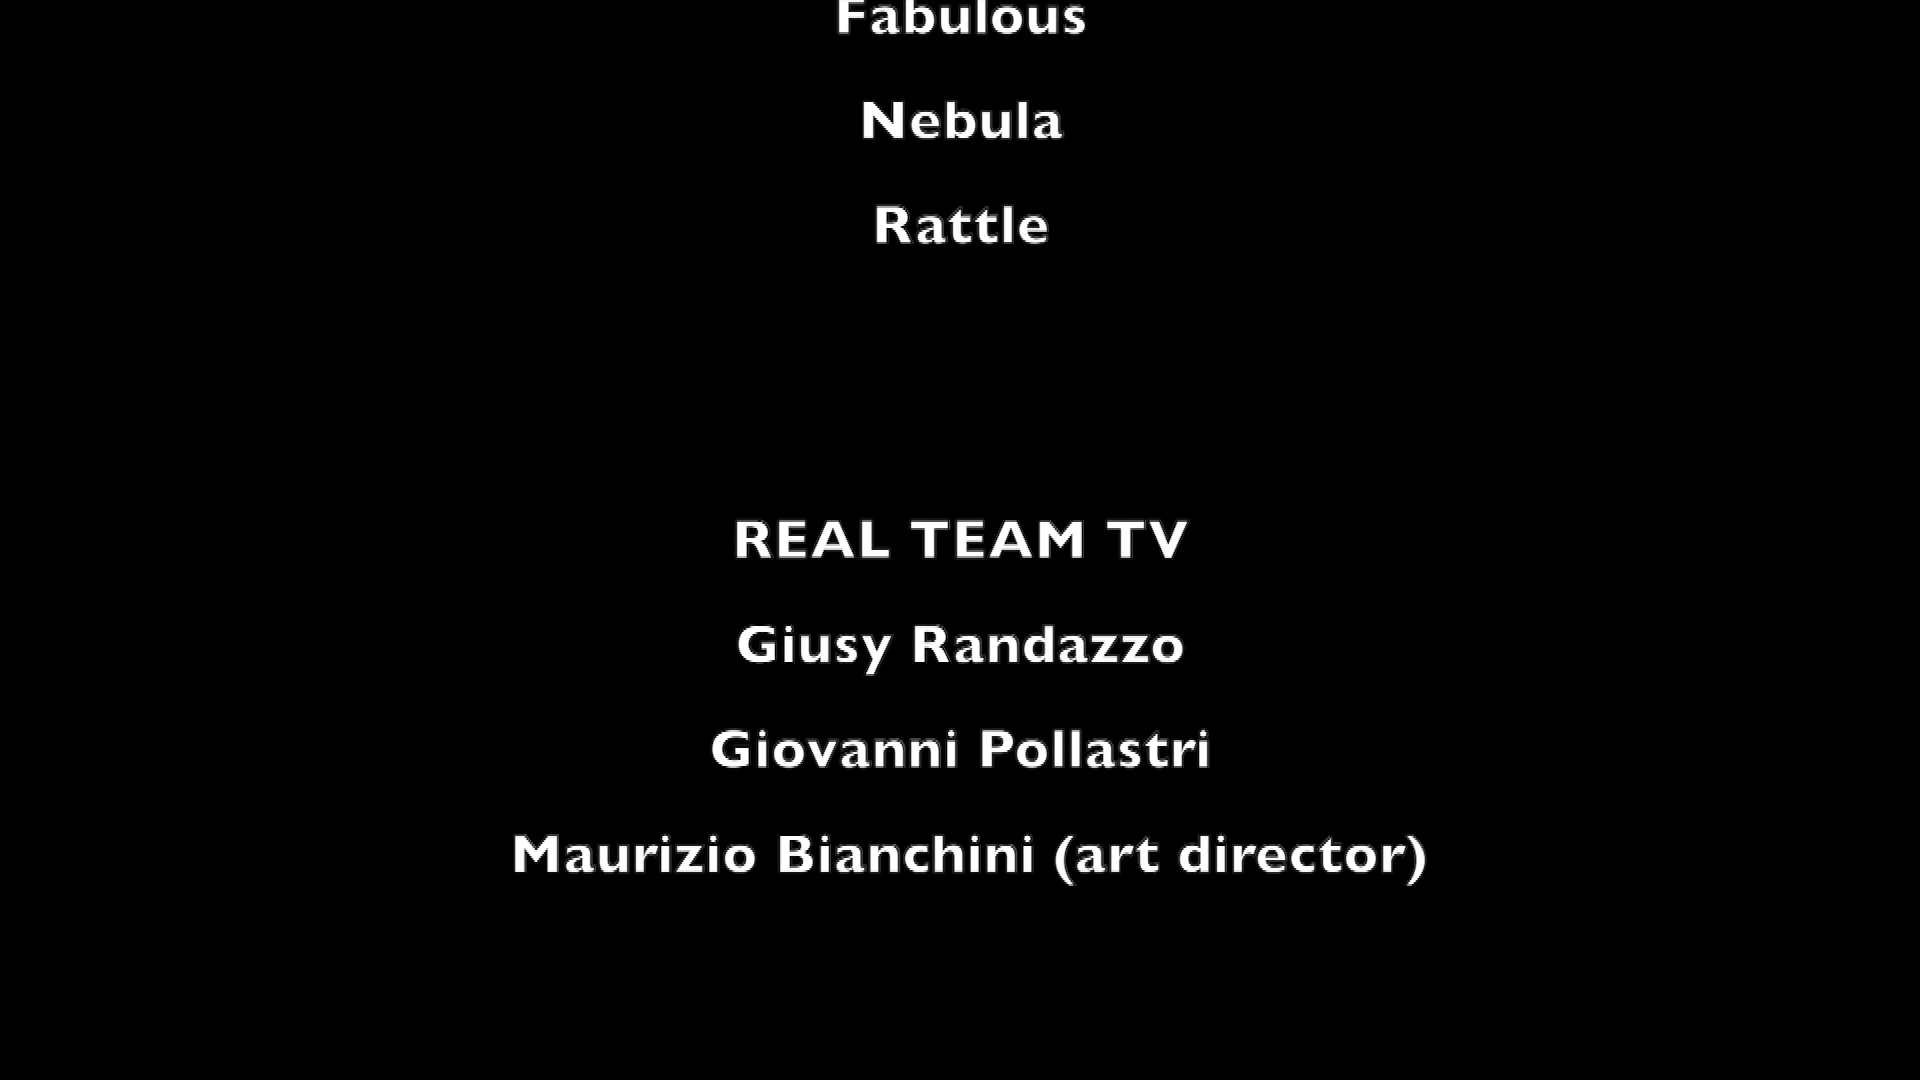 Fabulous
Nebula
Rattle
REAL TEAM TV
Giusy Randazzo
Giovanni Pollastri
Maurizio Bianchini (art director)